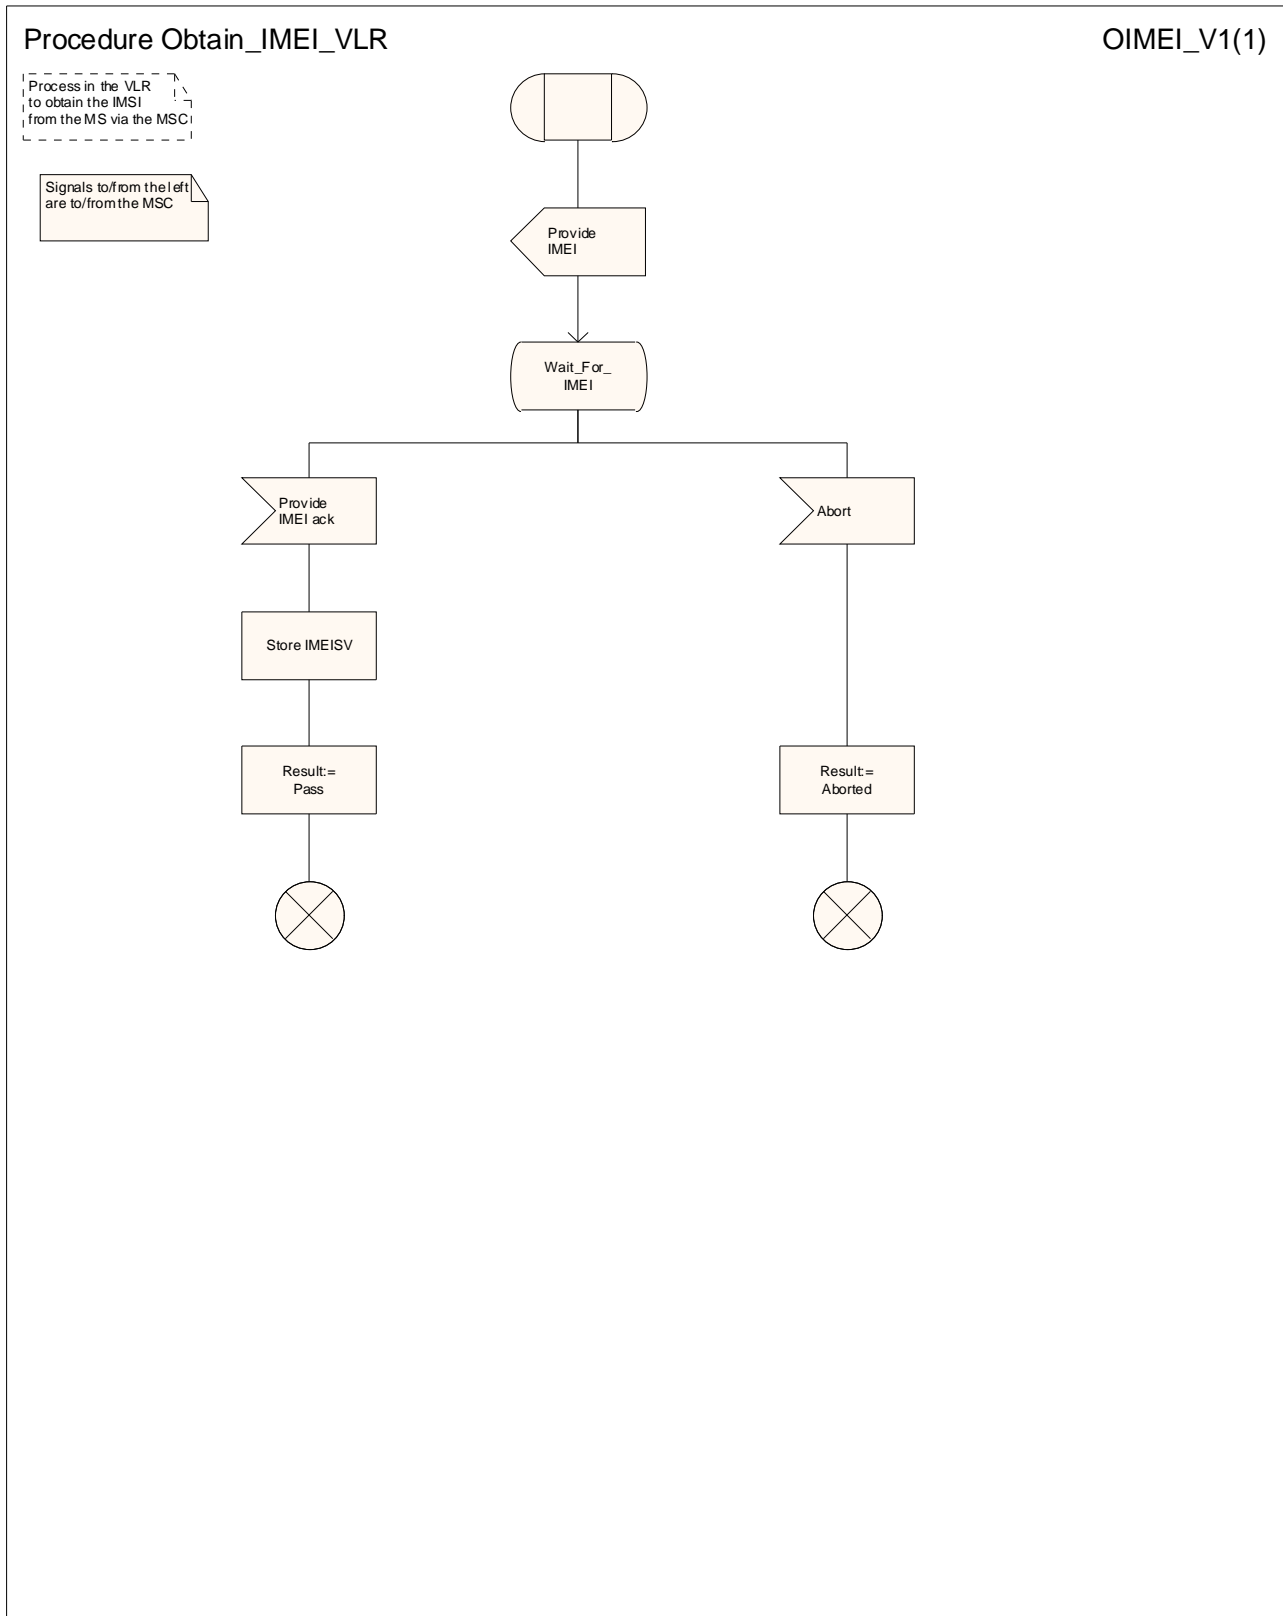 Procedure Obtain_IMEI_VLR
OIMEI_V1(1)
Process in the VLR
to obtain the IMSI
from the MS via the MSC
Signals to/from the left
are to/from the MSC
Provide
IMEI
Wait_For_
IMEI
Provide
IMEI ack
Abort
Store IMEISV
Result:=
Pass
Result:=
Aborted